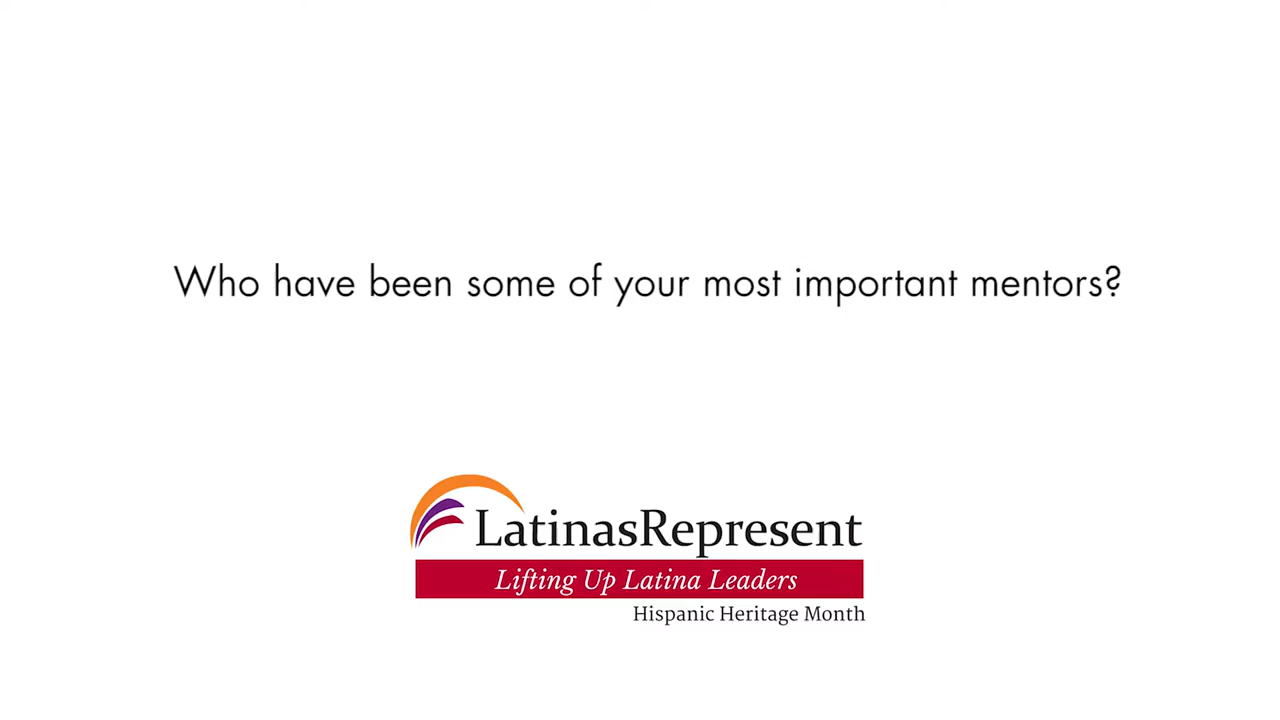 Who have been some of your most important mentors?
LatinasRepresent
Lifting Up Latina Leaders
Hispanic Heritage Month